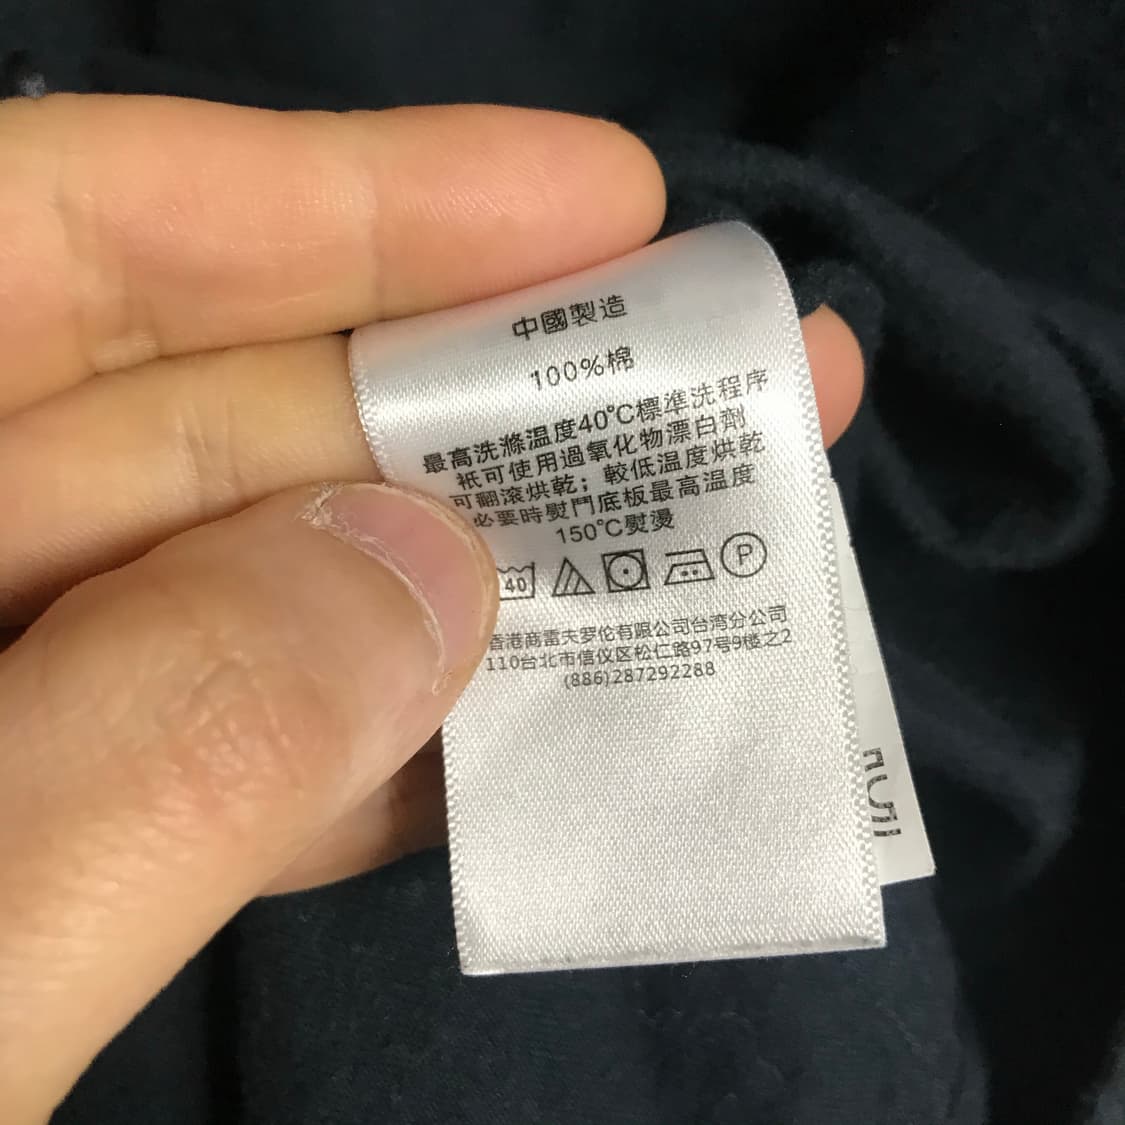 中國製造
100%棉
最高洗滌溫度40°C標準洗程序
衹可使用過氧化物漂白劑
可翻滾烘乾；較低溫度烘乾
必要時熨鬥底板最高溫度
150°C熨燙
40
P
香港商雷夫罗伦有限公司台湾分公司
110台北市信仪区松仁路97号9楼之2
(886)287292288